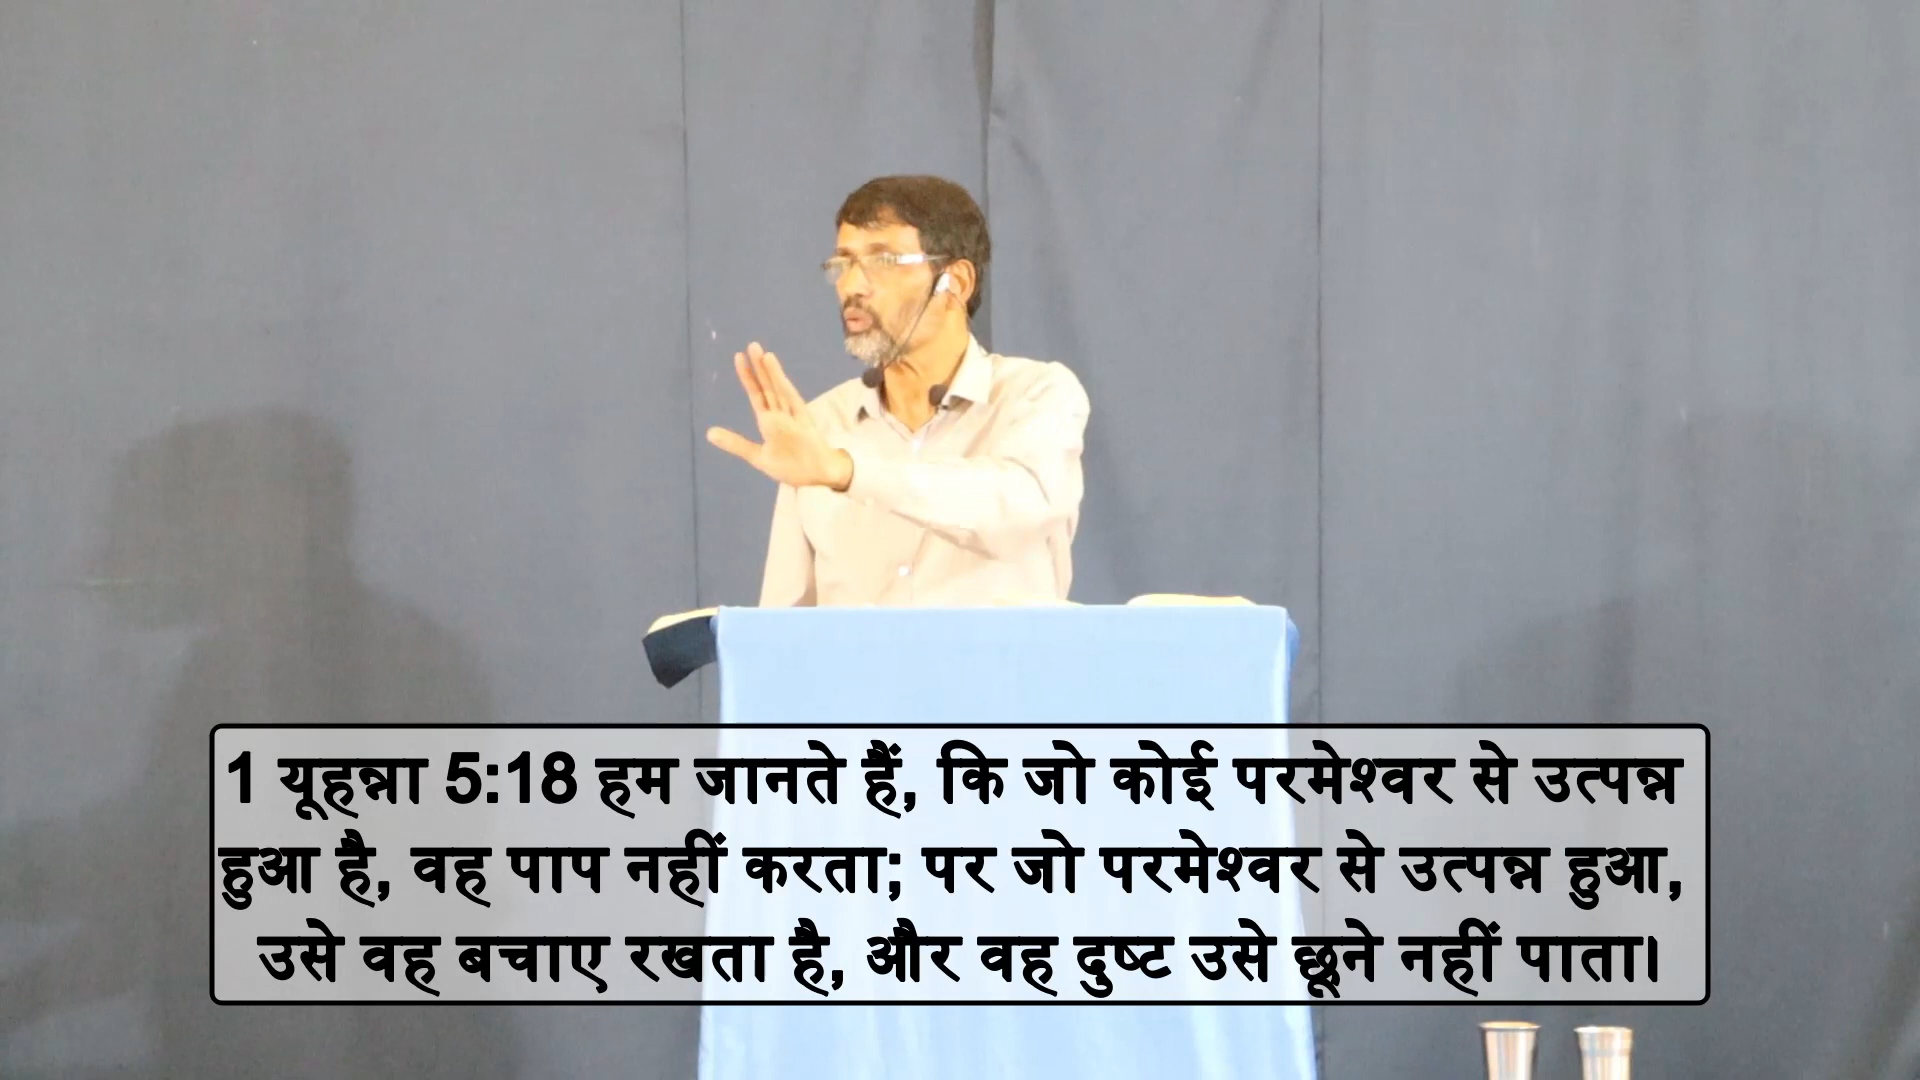 1 यूहन्ना 5:18 हम जानते हैं, कि जो कोई परमेश्वर से उत्पन्न
हुआ है, वह पाप नहीं करता; पर जो परमेश्वर से उत्पन्न हुआ,
उसे वह बचाए रखता है, और वह दुष्ट उसे छूने नहीं पाता।